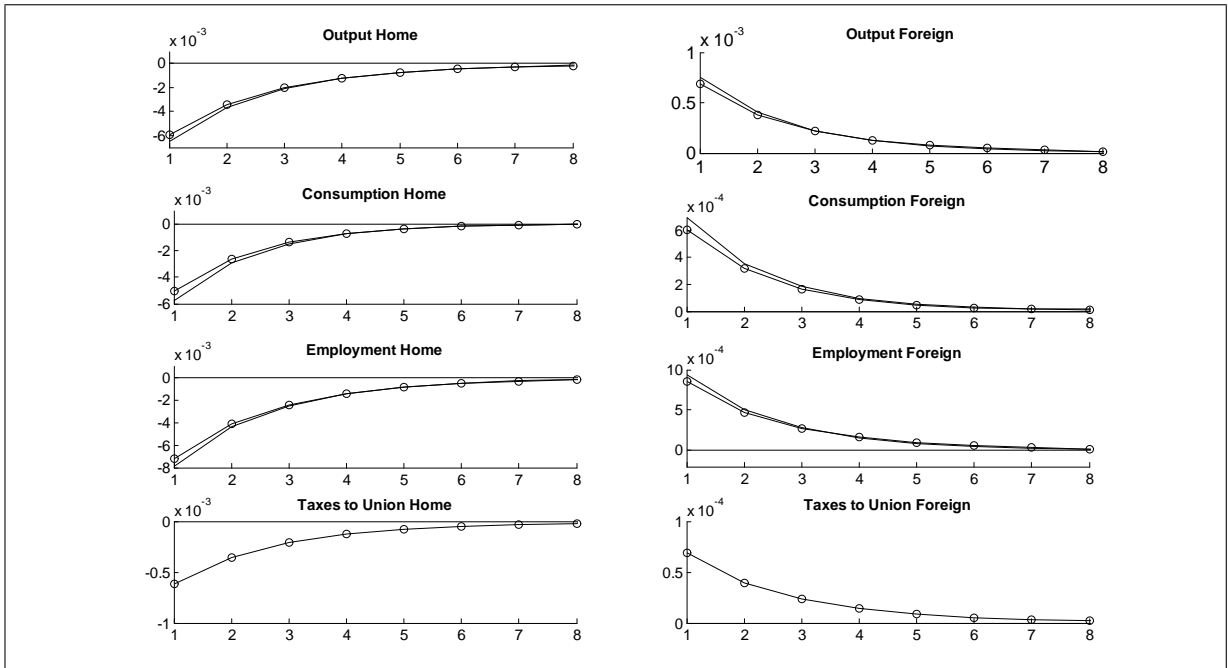 x 10-3
Output Home
0
-2
-4
-6
1 2 3 4 5 6 7 8
x 10-3
Output Foreign
1
0.5
0
1 2 3 4 5 6 7 8
x 10-3
Consumption Home
0
-2
-4
-6
1 2 3 4 5 6 7 8
x 10-4
Consumption Foreign
6
4
2
0
1 2 3 4 5 6 7 8
x 10-3
Employment Home
0
-2
-4
-6
-8
1 2 3 4 5 6 7 8
x 10-4
Employment Foreign
10
5
0
1 2 3 4 5 6 7 8
x 10-3
Taxes to Union Home
0
-0.5
-1
1 2 3 4 5 6 7 8
x 10-4
Taxes to Union Foreign
1
0.5
0
1 2 3 4 5 6 7 8